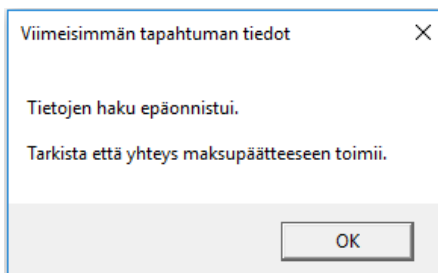 Viimeisimmän tapahtuman tiedot
Tietojen haku epäonnistui.
Tarkista että yhteys maksupäätteeseen toimii.
OK